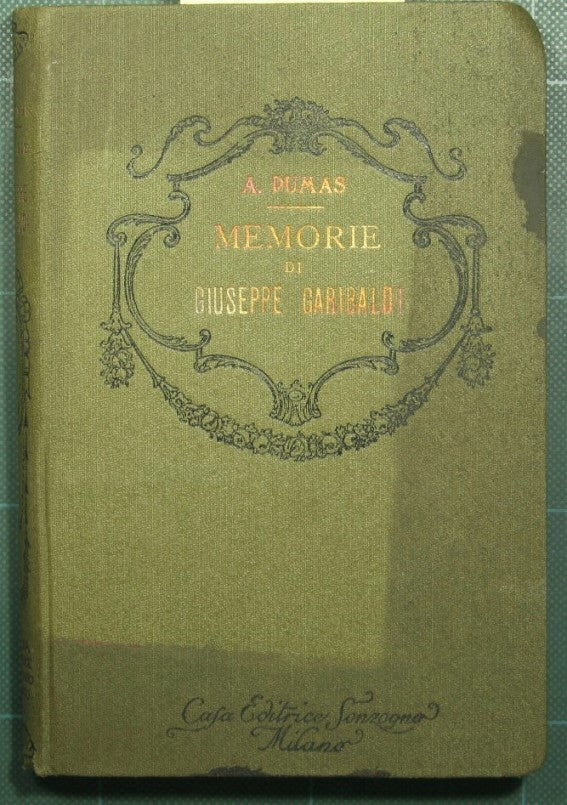 A. DUMAS
MEMORIE
DI
GIUSEPPE GARIBALDI
Casa Editrice Sonzogno
Milano